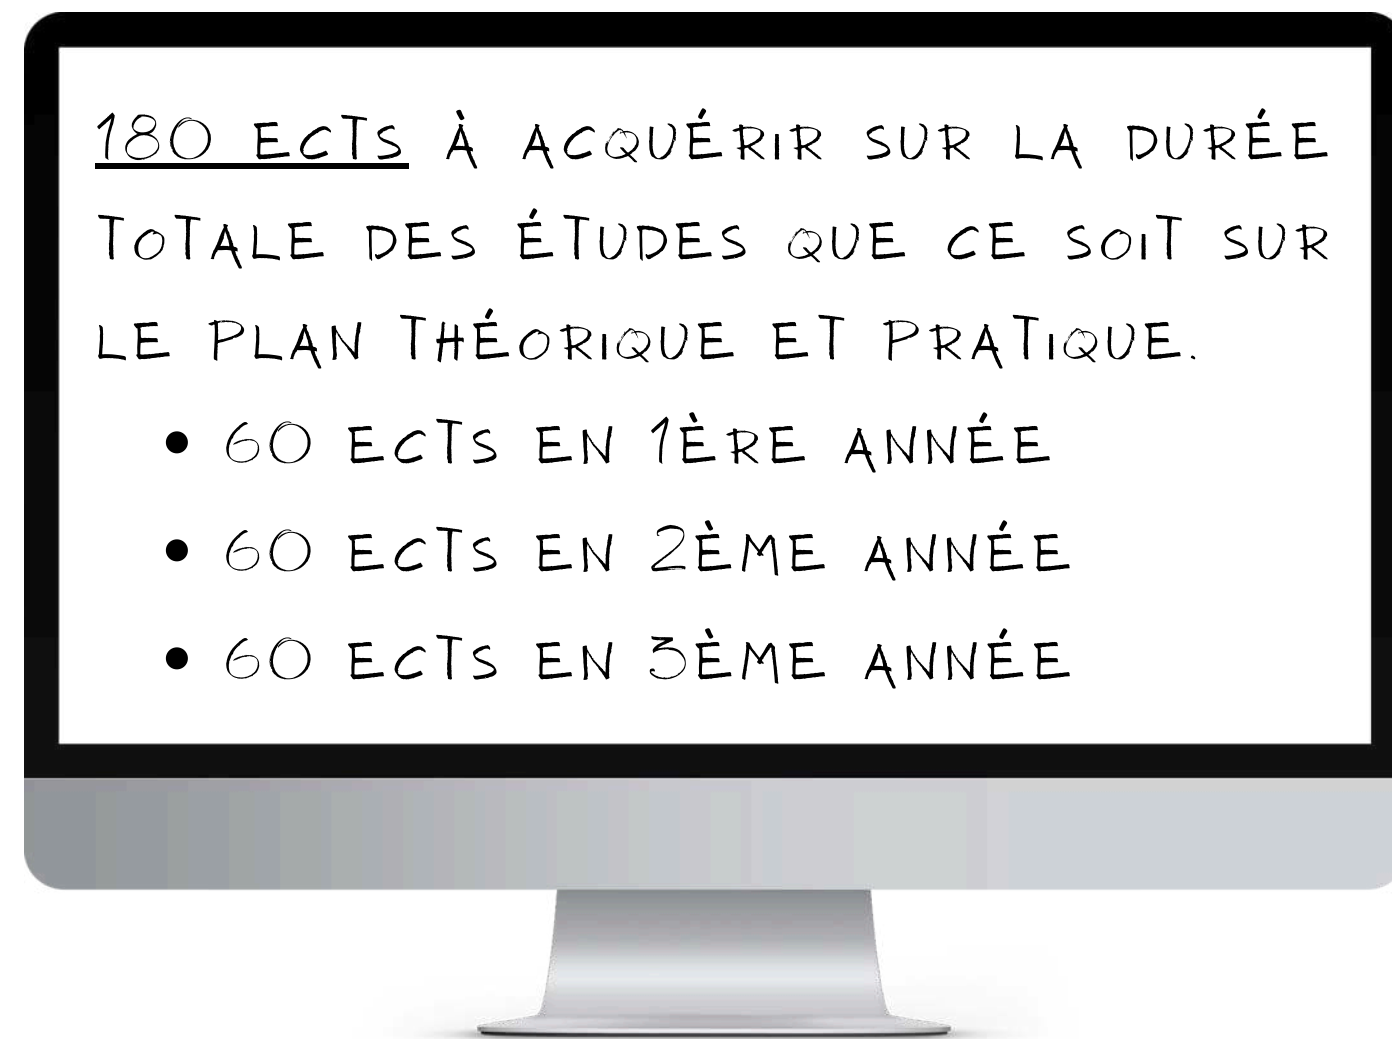 180 ECTS À ACQUÉRIR SUR LA DURÉE
TOTALE DES ÉTUDES QUE CE SOIT SUR
LE PLAN THÉORIQUE ET PRATIQUE.
• 60 ECTS EN 1ÈRE ANNÉE
• 60 ECTS EN 2ÈME ANNÉE
• 60 ECTS EN 3ÈME ANNÉE